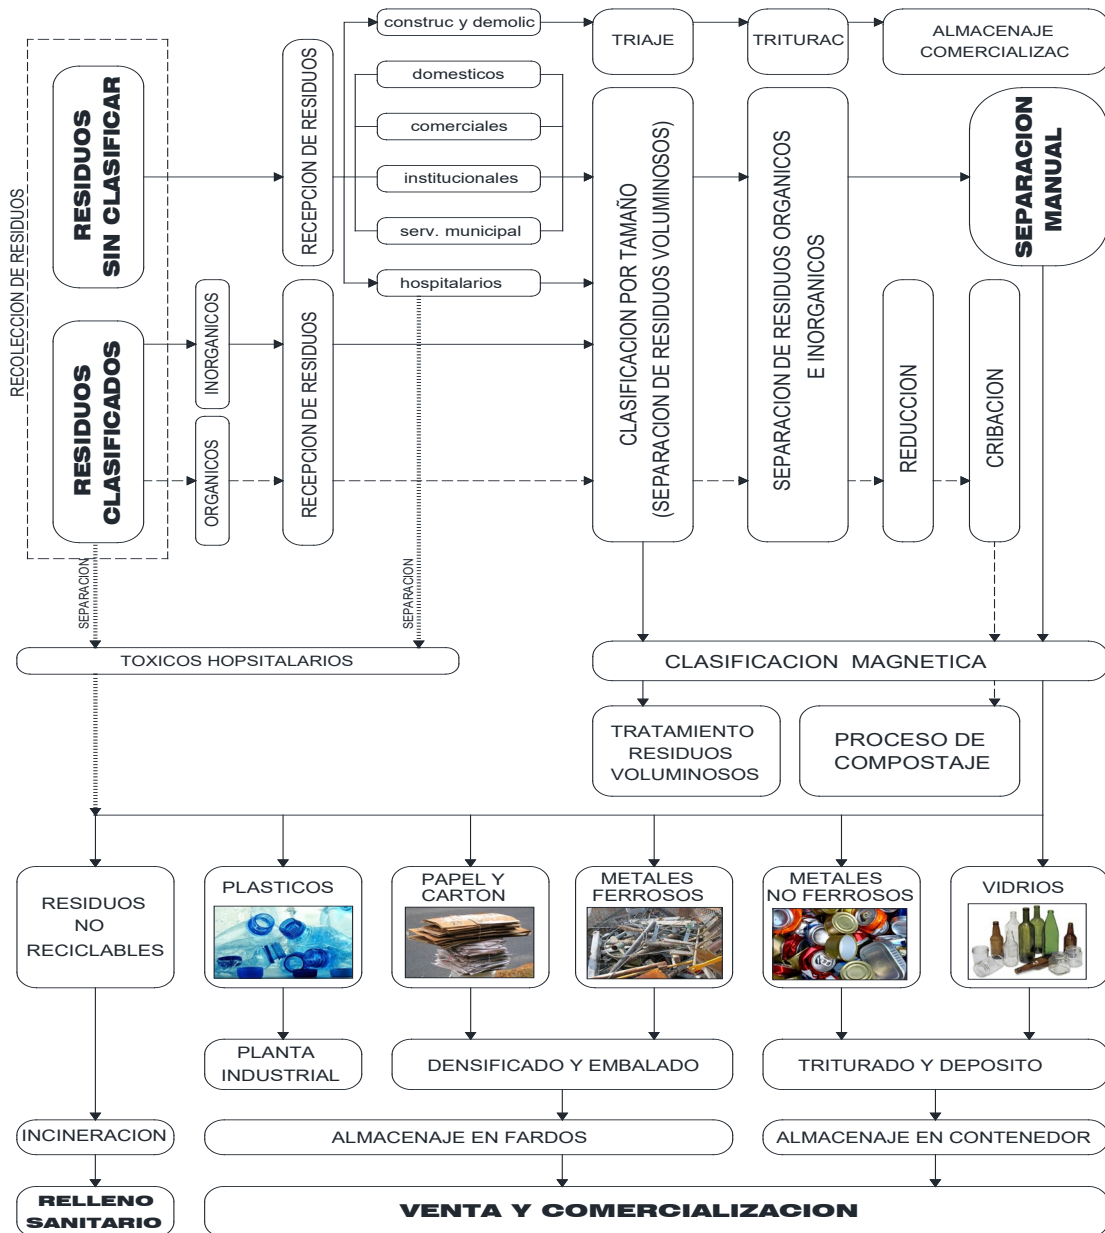 construc y demolic
TRIAJE
TRITURAC
ALMACENAJE
COMERCIALIZAC
RECOLECCION DE RESIDUOS
RESIDUOS
SIN CLASIFICAR
RECEPCION DE RESIDUOS
domesticos
comerciales
institucionales
serv. municipal
hospitalarios
CLASIFICACION POR TAMAÑO
(SEPARACION DE RESIDUOS VOLUMINOSOS)
SEPARACION DE RESIDUOS ORGANICOS
E INORGANICOS
SEPARACION
MANUAL
RESIDUOS
CLASIFICADOS
INORGANICOS
ORGANICOS
RECEPCION DE RESIDUOS
REDUCCION
CRIBACION
SEPARACION
SEPARACION
TOXICOS HOPSITALARIOS
CLASIFICACION MAGNETICA
TRATAMIENTO
RESIDUOS
VOLUMINOSOS
PROCESO DE
COMPOSTAJE
RESIDUOS
NO
RECICLABLES
PLASTICOS
PAPEL Y
CARTON
METALES
FERROSOS
METALES
NO FERROSOS
VIDRIOS
PLANTA
INDUSTRIAL
DENSIFICADO Y EMBALADO
TRITURADO Y DEPOSITO
INCINERACION
ALMACENAJE EN FARDOS
ALMACENAJE EN CONTENEDOR
RELLENO
SANITARIO
VENTA Y COMERCIALIZACION